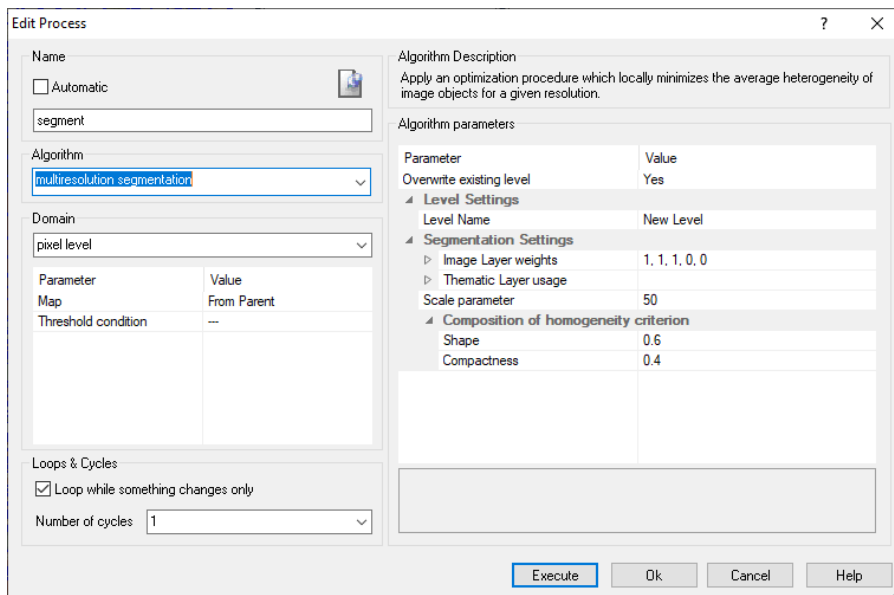 Edit Process
?
Name
Automatic
segment
Algorithm
multiresolution segmentation
Domain
pixel level
Parameter Value
Map From Parent
Threshold condition ---
Loops & Cycles
Loop while something changes only
Number of cycles 1
Algorithm Description
Apply an optimization procedure which locally minimizes the average heterogeneity of
image objects for a given resolution.
Algorithm parameters
Parameter Value
Overwrite existing level Yes
Level Settings
Level Name New Level
Segmentation Settings
Image Layer weights 1, 1, 1, 0, 0
Thematic Layer usage
Scale parameter 50
Composition of homogeneity criterion
Shape 0.6
Compactness 0.4
Execute Ok Cancel Help